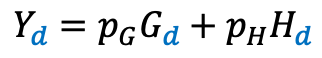 Y_d = p_G G_d + p_H H_d